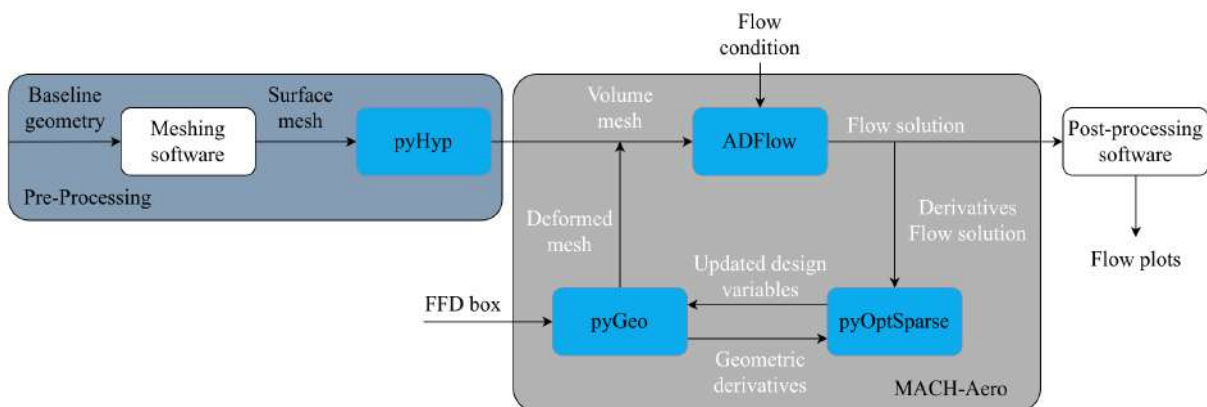 Flow
condition
Baseline
geometry
Meshing
software
Surface
mesh
pyHyp
Pre-Processing
Volume
mesh
ADFlow
Flow solution
Post-processing
software
Deformed
mesh
Derivatives
Flow solution
Flow plots
Updated design
variables
FFD box
pyGeo
pyOptSparse
Geometric
derivatives
MACH-Aero